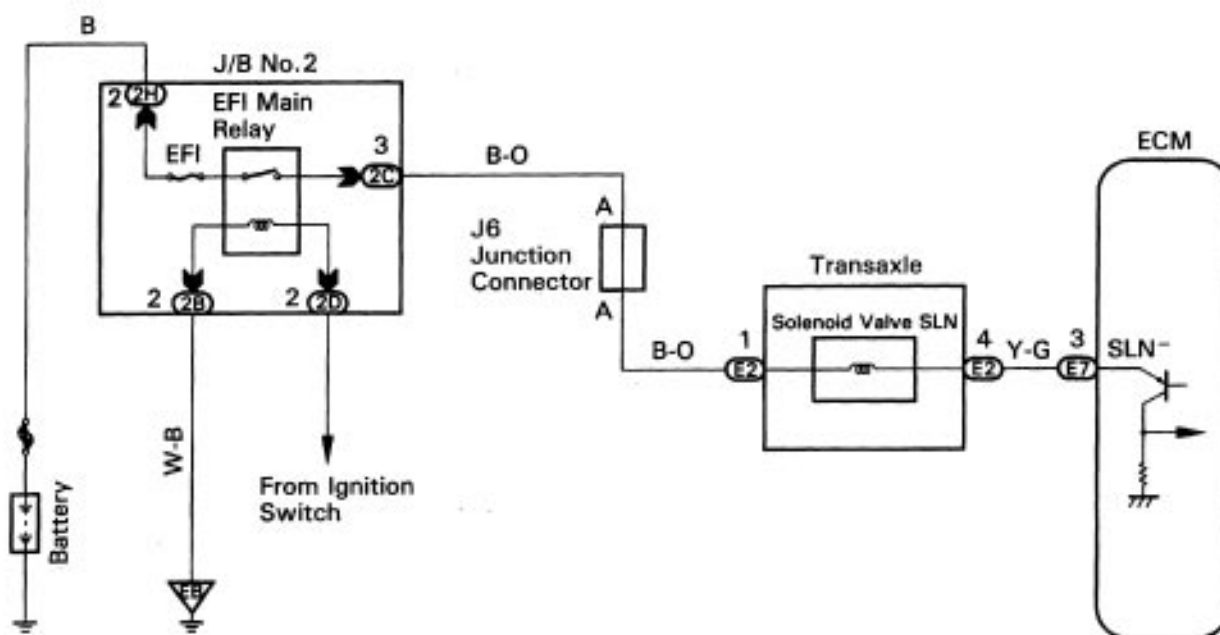 B
J/B No.2
2 2H
EFI Main
Relay
EFI
3
2C
B-O
ECM
A
J6
Junction
Connector
A
Transaxle
Solenoid Valve SLN
2 2B
2 2D
B-O
1
E2
4
E2
Y-G
3
E7
SLN-
W-B
From Ignition
Switch
Battery
EB